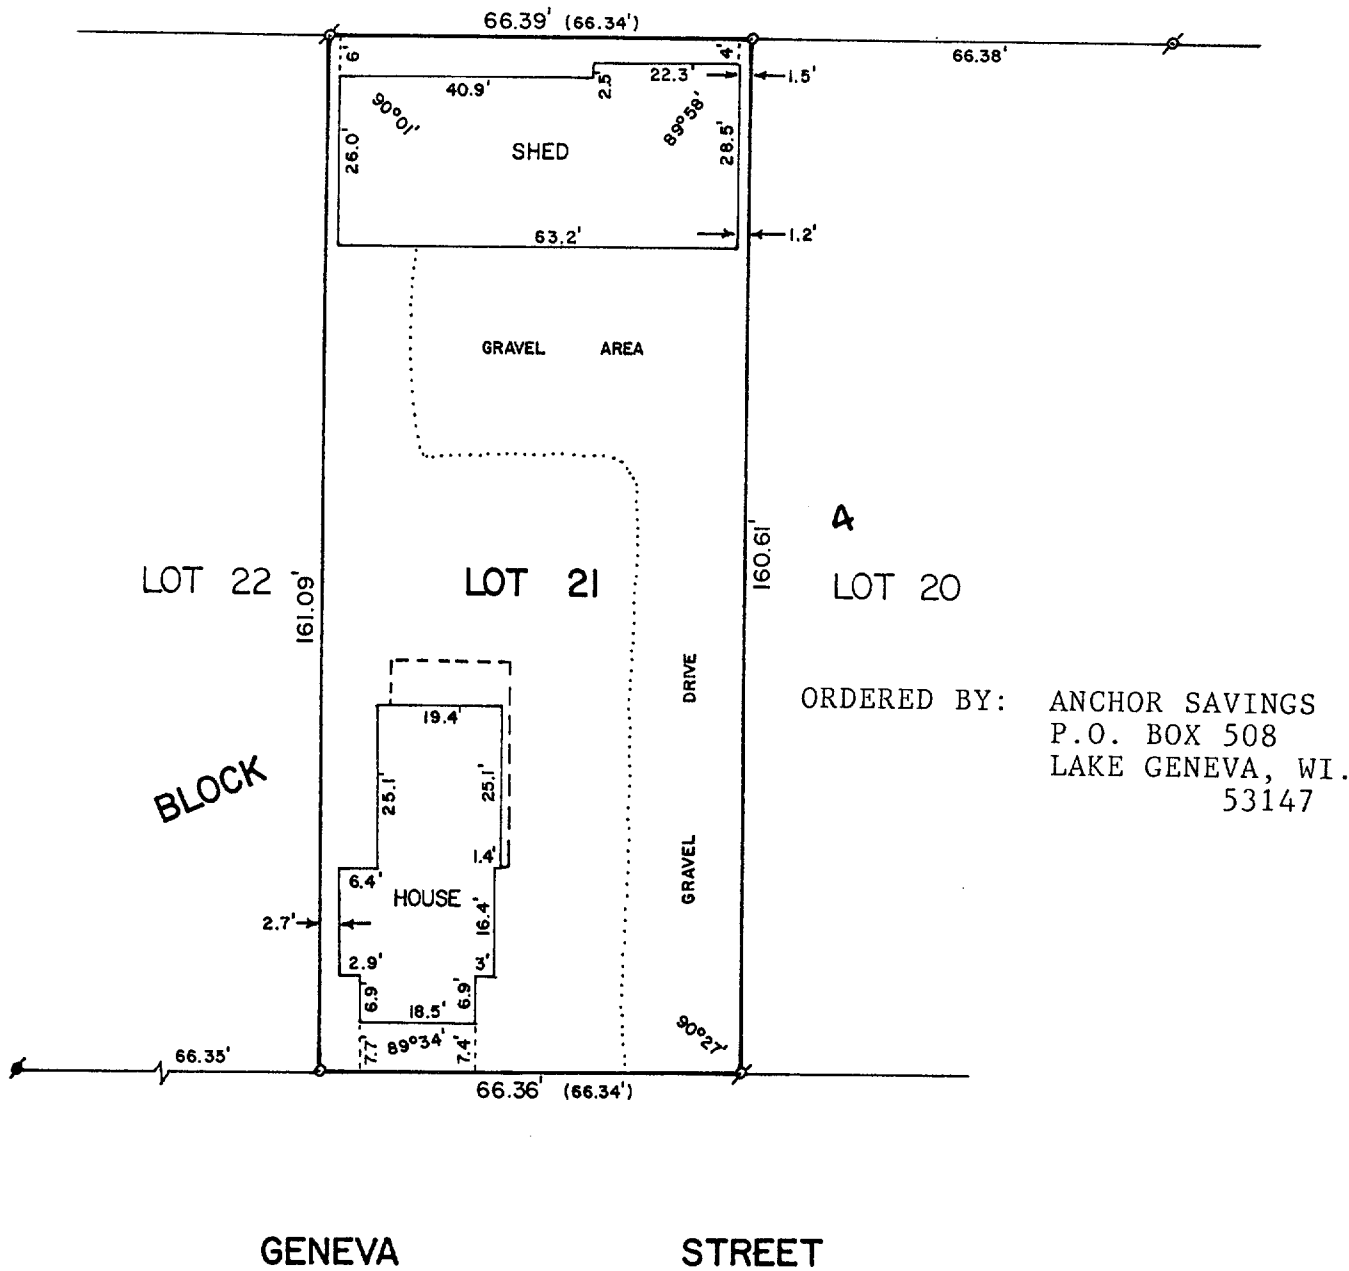 66.39' (66.34')
66.38'
6'
4'
40.9'
2.5'
22.3'
1.5'
90°01'
89°58'
26.0'
SHED
28.5'
63.2'
1.2'
GRAVEL AREA
4
160.61'
LOT 22
161.09'
LOT 21
LOT 20
DRIVE
ORDERED BY: ANCHOR SAVINGS
P.O. BOX 508
LAKE GENEVA, WI.
53147
19.4'
BLOCK
25.1'
25.1'
1.4'
GRAVEL
6.4'
HOUSE
2.7'
16.4'
2.9'
3'
6.9'
6.9'
18.5'
90°27'
66.35'
7.7'
89°34'
7.4'
66.36' (66.34')
GENEVA STREET